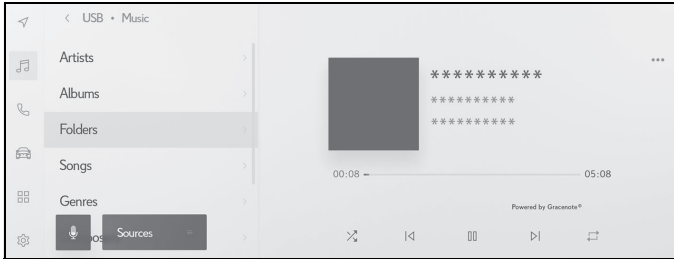 USB • Music
Artists
Albums
Folders
Songs
Genres
Sources
**********
**********
**********
00:08
05:08
Powered by Gracenote®